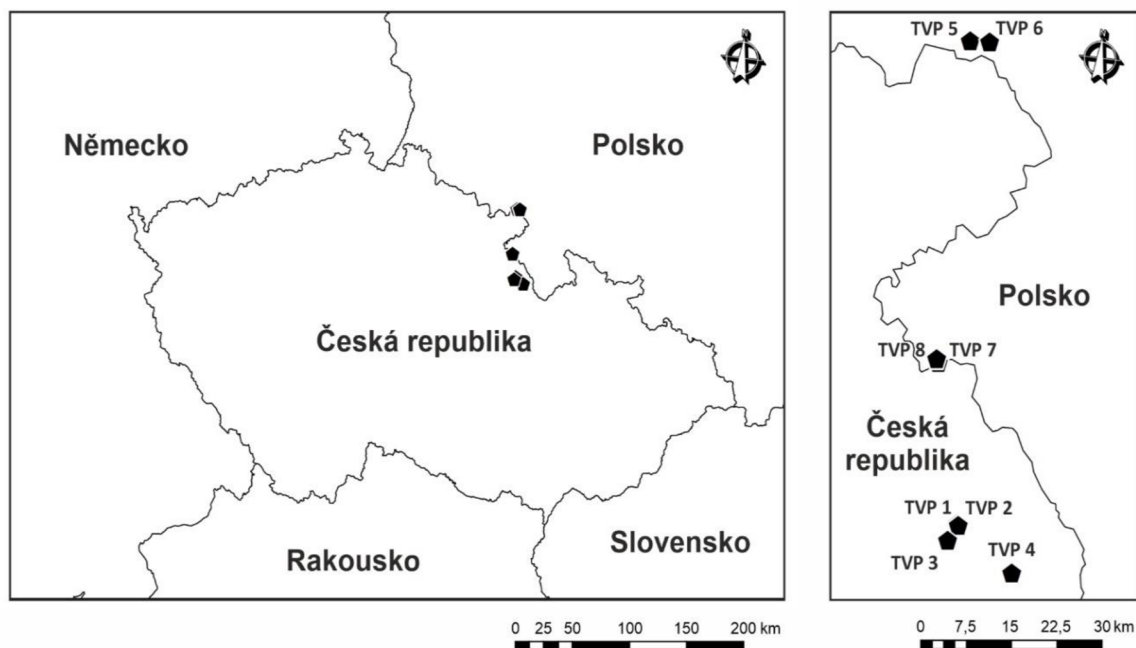 Německo
Polsko
Česká republika
Rakousko
Slovensko
0 25 50 100 150 200 km
TVP 5 TVP 6
Polsko
TVP 8 TVP 7
Česká
republika
TVP 1 TVP 2
TVP 3
TVP 4
0 7,5 15 22,5 30 km